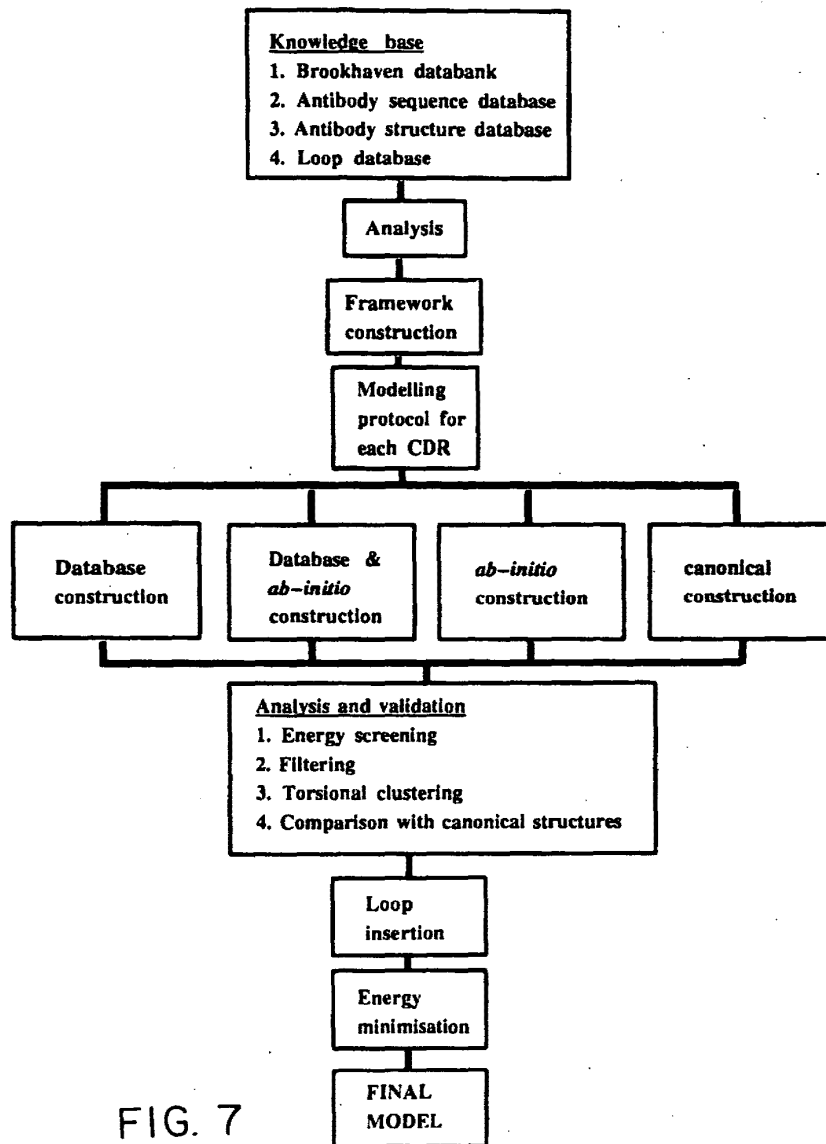 Knowledge base
1. Brookhaven databank
2. Antibody sequence database
3. Antibody structure database
4. Loop database
Analysis
Framework
construction
Modelling
protocol for
each CDR
Database
construction
Database &
ab-initio
construction
ab-initio
construction
canonical
construction
Analysis and validation
1. Energy screening
2. Filtering
3. Torsional clustering
4. Comparison with canonical structures
Loop
insertion
Energy
minimisation
FINAL
MODEL
FIG. 7